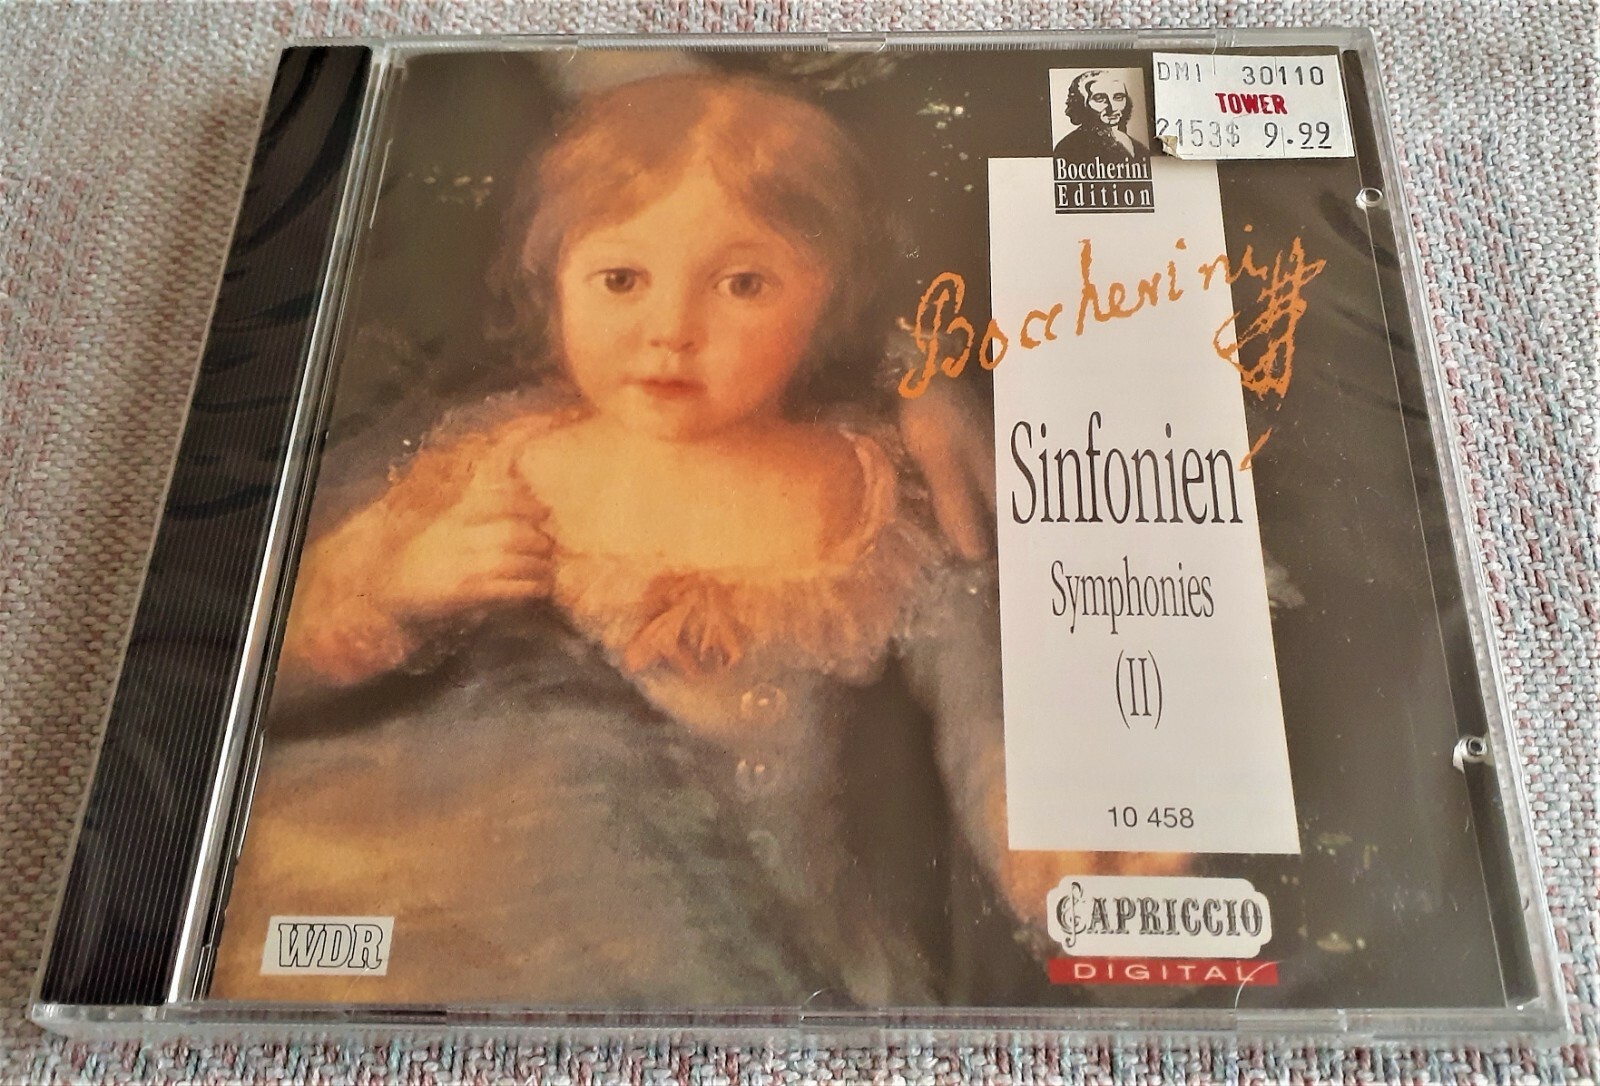 DMI 30110
TOWER
2153$ 9.99
Boccherini
Edition
Boccherini
Sinfonien
Symphonies
(II)
10 458
CAPRICCIO
DIGITAL
WDR